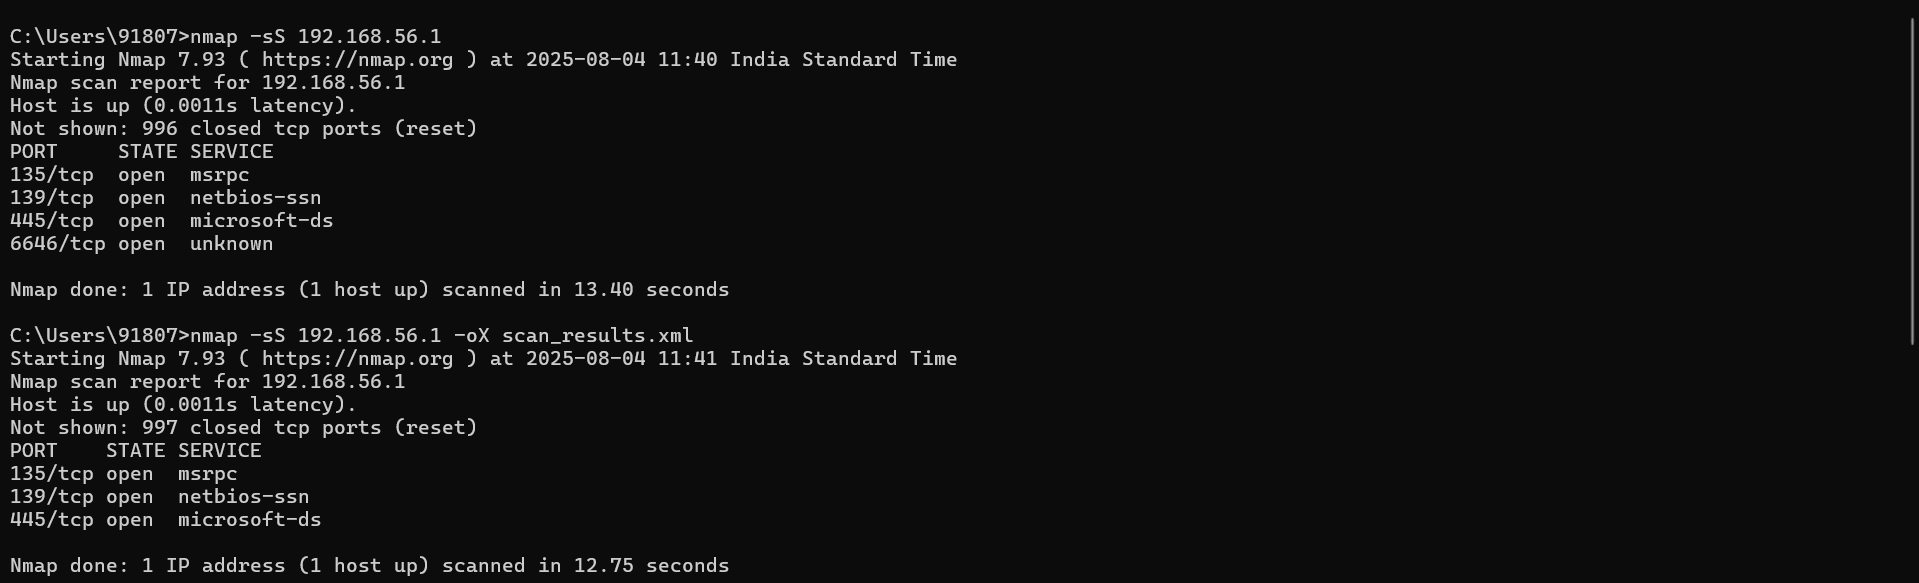 C:\Users\91807>nmap -sS 192.168.56.1
Starting Nmap 7.93 ( https://nmap.org ) at 2025-08-04 11:40 India Standard Time
Nmap scan report for 192.168.56.1
Host is up (0.0011s latency).
Not shown: 996 closed tcp ports (reset)
PORT     STATE SERVICE
135/tcp  open  msrpc
139/tcp  open  netbios-ssn
445/tcp  open  microsoft-ds
6646/tcp open  unknown

Nmap done: 1 IP address (1 host up) scanned in 13.40 seconds

C:\Users\91807>nmap -sS 192.168.56.1 -oX scan_results.xml
Starting Nmap 7.93 ( https://nmap.org ) at 2025-08-04 11:41 India Standard Time
Nmap scan report for 192.168.56.1
Host is up (0.0011s latency).
Not shown: 997 closed tcp ports (reset)
PORT    STATE SERVICE
135/tcp open  msrpc
139/tcp open  netbios-ssn
445/tcp open  microsoft-ds

Nmap done: 1 IP address (1 host up) scanned in 12.75 seconds